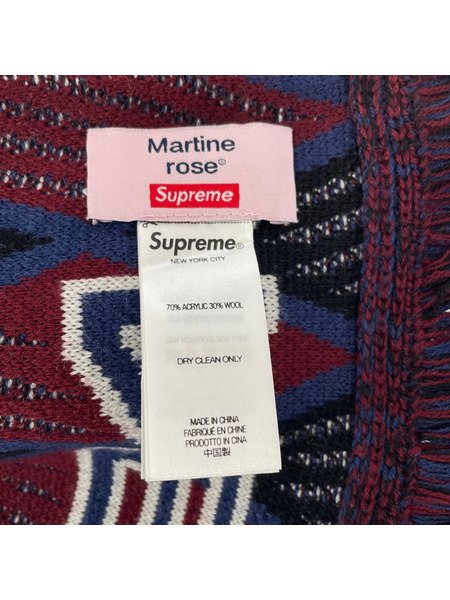 Martine
rose®
Supreme
Supreme®
NEW YORK CITY
70% ACRYLIC 30% WOOL
DRY CLEAN ONLY
MADE IN CHINA
FABRIQUÉ EN CHINE
PRODOTTO IN CINA
中国製